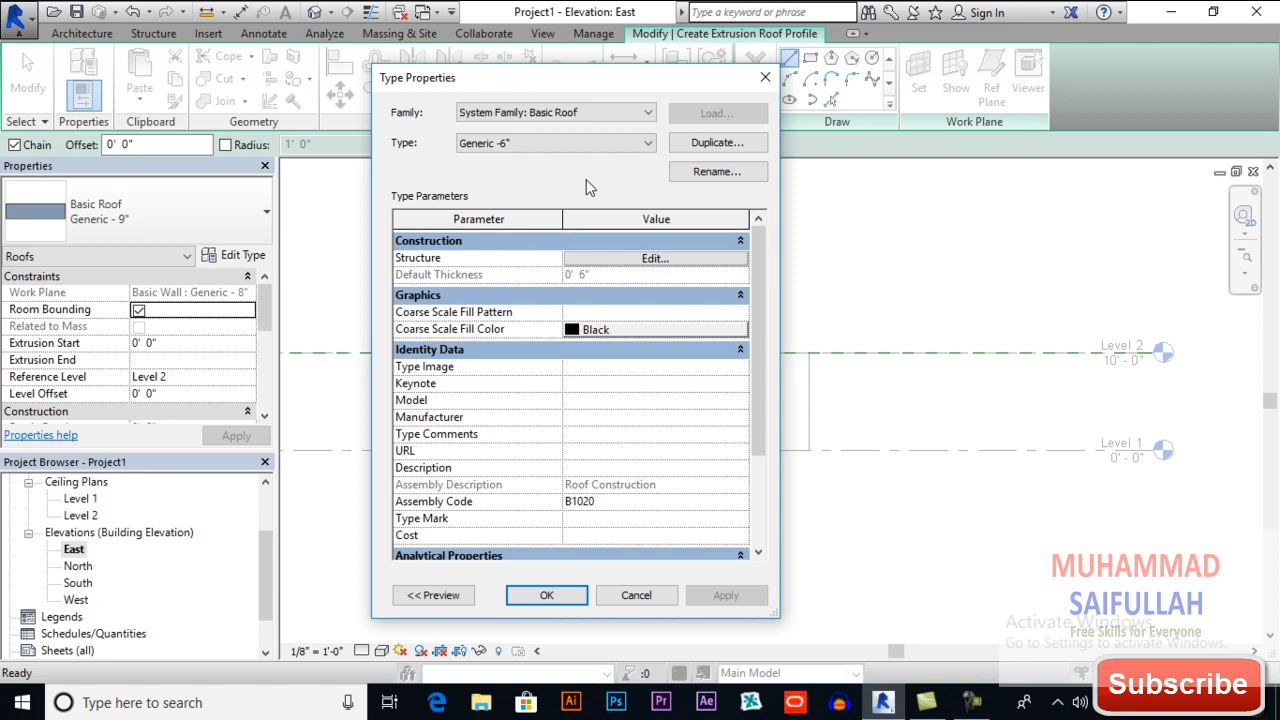 Project1 - Elevation: East
Type a keyword or phrase
Sign In
Architecture Structure Insert Annotate Analyze Massing & Site Collaborate View Manage Modify | Create Extrusion Roof Profile
Modify
Properties
Paste
Cope
Cut
Join
Set Show Ref Plane Viewer
Select Properties Clipboard Geometry Draw Work Plane
Chain Offset: 0' 0" Radius: 1' 0"
Properties
Basic Roof
Generic - 9"
Roofs Edit Type
Constraints
Work Plane Basic Wall : Generic - 8"
Room Bounding
Related to Mass
Extrusion Start 0' 0"
Extrusion End
Reference Level Level 2
Level Offset 0' 0"
Construction
Properties help Apply
Project Browser - Project1
Ceiling Plans
Level 1
Level 2
Elevations (Building Elevation)
East
North
South
West
Legends
Schedules/Quantities
Sheets (all)
Type Properties
Family: System Family: Basic Roof Load...
Type: Generic -6" Duplicate...
Rename...
Type Parameters
Parameter Value
Construction
Structure Edit...
Default Thickness 0' 6"
Graphics
Coarse Scale Fill Pattern
Coarse Scale Fill Color Black
Identity Data
Type Image
Keynote
Model
Manufacturer
Type Comments
URL
Description
Assembly Description Roof Construction
Assembly Code B1020
Type Mark
Cost
Analytical Properties
<< Preview OK Cancel Apply
Level 2
10' - 0"
Level 1
0' - 0"
2D
MUHAMMAD
SAIFULLAH
Free Skills for Everyone
Activate Windows
Go to Settings to activate Windows.
Subscribe
1/8" = 1'-0"
Ready :0 Main Model
Type here to search
Ai Ps Pr Ae